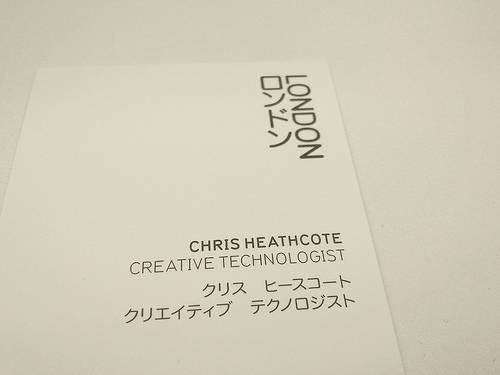 LONDON
ロンドン
CHRIS HEATHCOTE
CREATIVE TECHNOLOGIST
クリス　ヒースコート
クリエイティブ　テクノロジスト